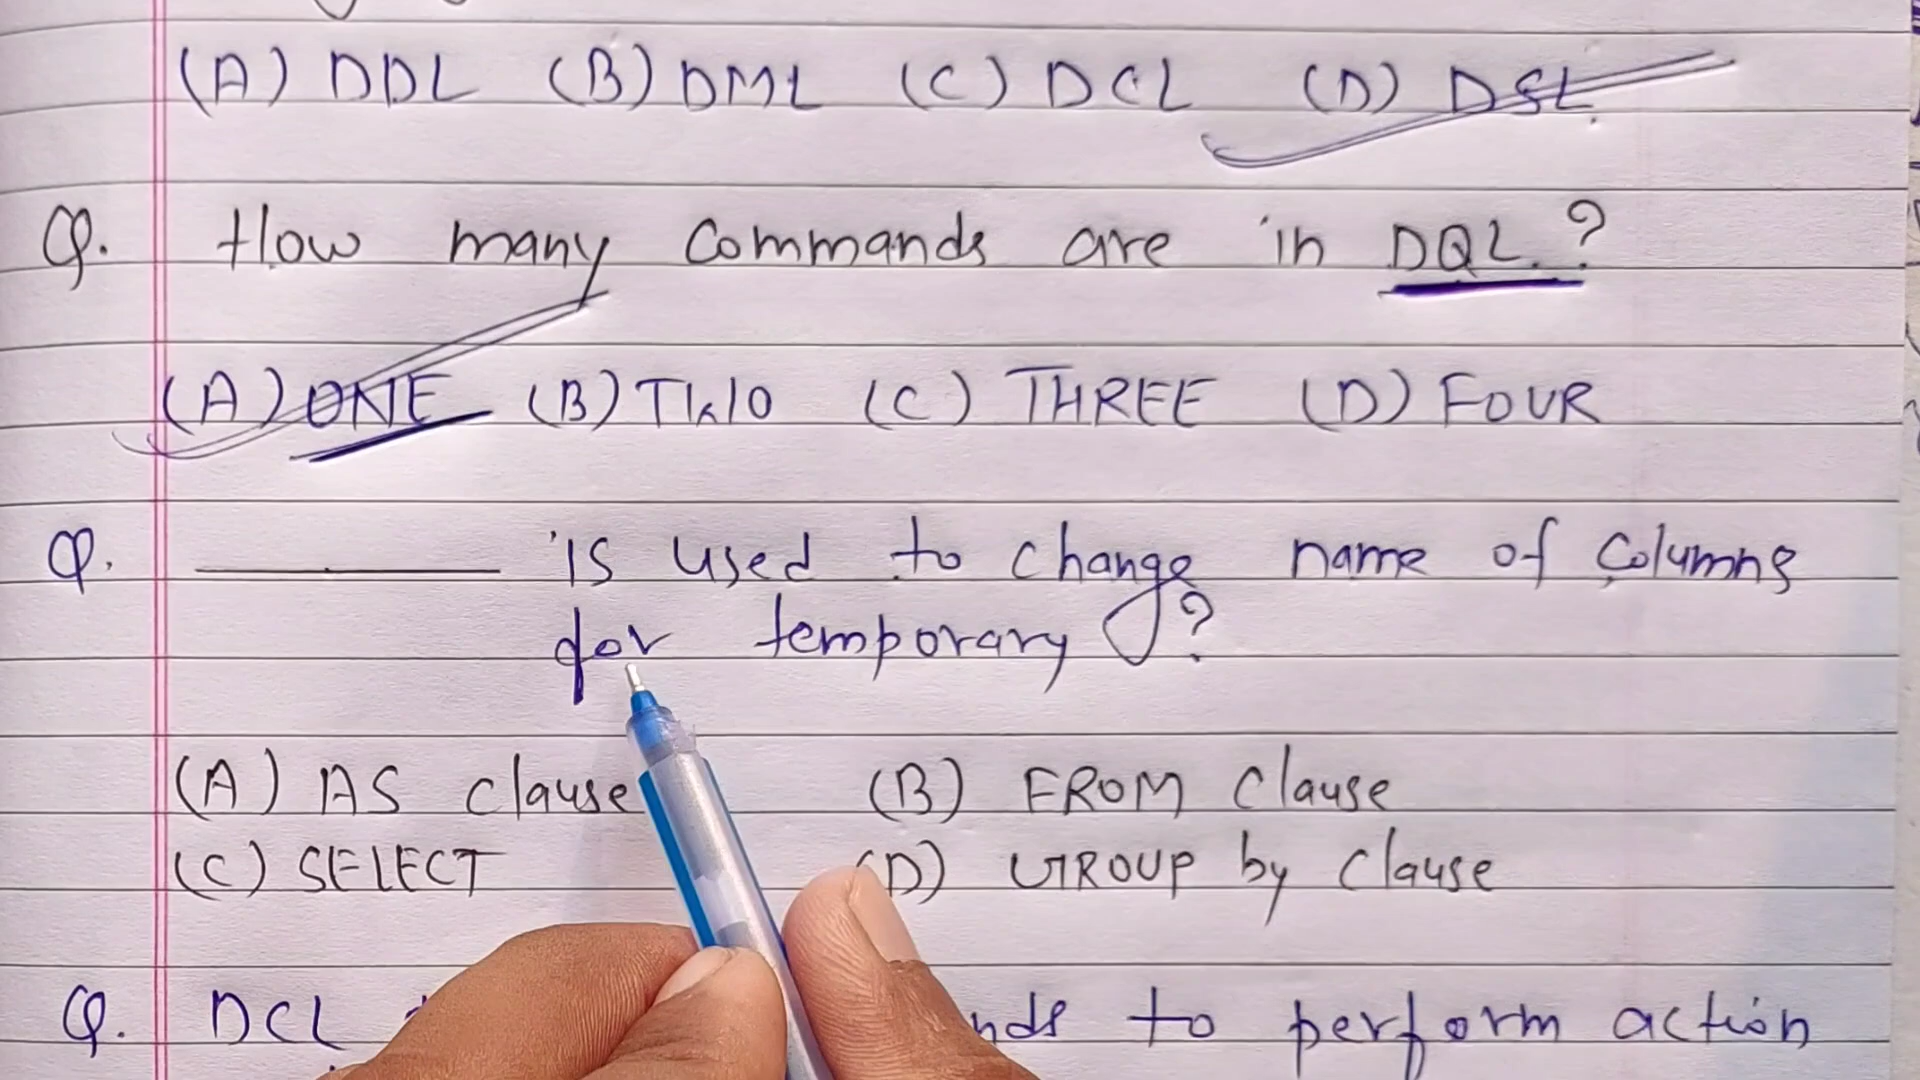 (A) DDL (B) DML (C) DCL (D) DSL
Q. How many Commands are in DQL ?
(A) ONE (B) TWO (C) THREE (D) FOUR
Q. ________ is used to change name of Columns
for temporary ?
(A) AS clause (B) FROM Clause
(C) SELECT (D) GROUP by Clause
Q. DCL to perform action